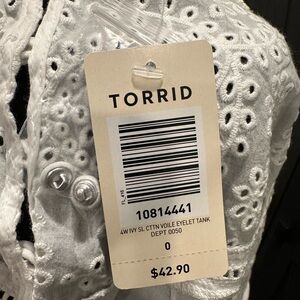 TORRID
10814441
4W IVY SL CTTN VOILE EYELET TANK
DEPT 0050
0
$42.90